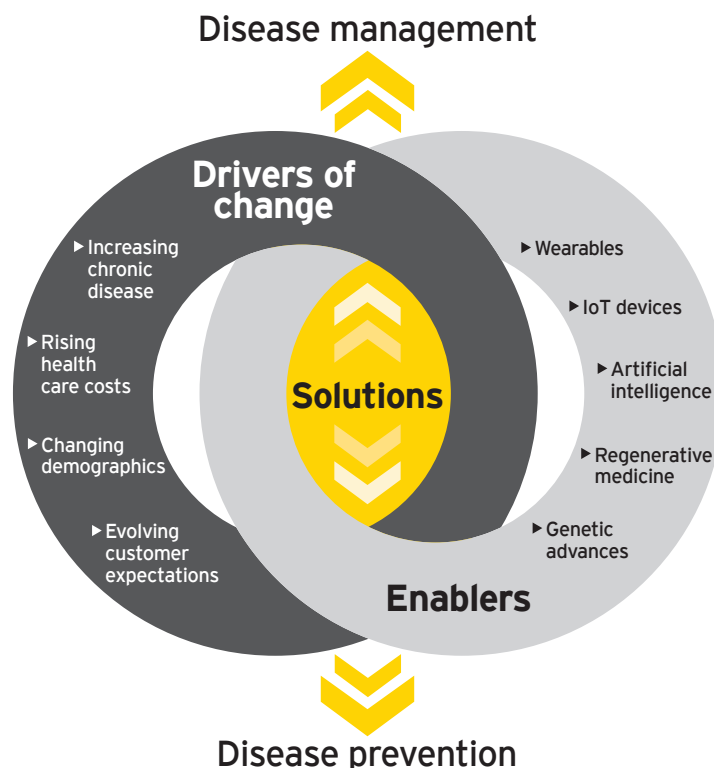 Disease management
Drivers of
change
▶ Increasing
chronic
disease
▶ Rising
health
care costs
▶ Changing
demographics
▶ Evolving
customer
expectations
Solutions
▶ Wearables
▶ IoT devices
▶ Artificial
intelligence
▶ Regenerative
medicine
▶ Genetic
advances
Enablers
Disease prevention